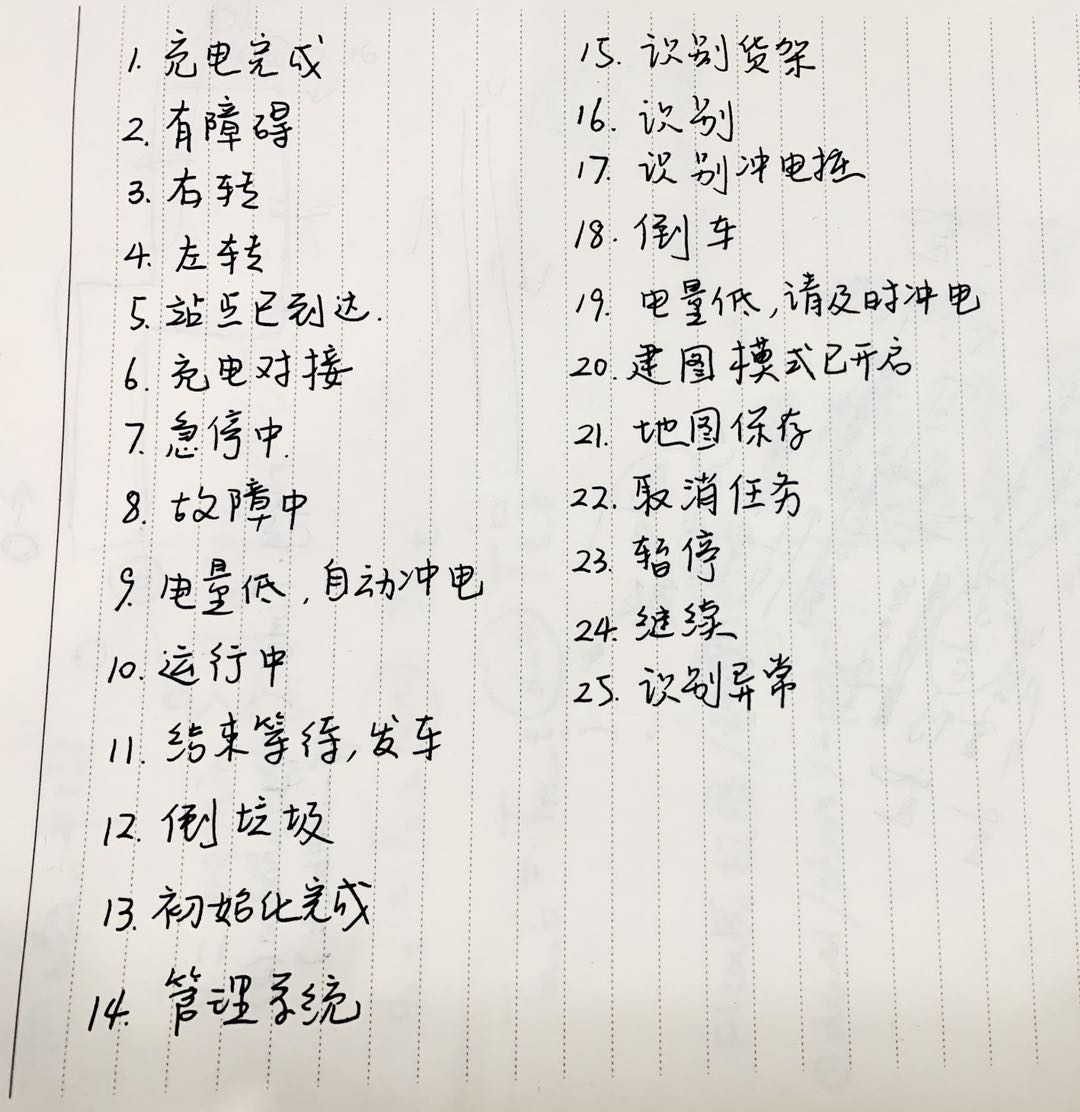 1. 充电完成
2. 有障碍
3. 右转
4. 左转
5. 站点已到达.
6. 充电对接
7. 急停中.
8. 故障中
9. 电量低，自动冲电
10. 运行中
11. 结束等待，发车
12. 倒垃圾
13. 初始化完成
14. 管理系统
15. 识别货架
16. 识别
17. 识别冲电桩
18. 倒车
19. 电量低，请及时冲电
20. 建图模式已开启
21. 地图保存
22. 取消任务
23. 暂停
24. 继续
25. 识别异常